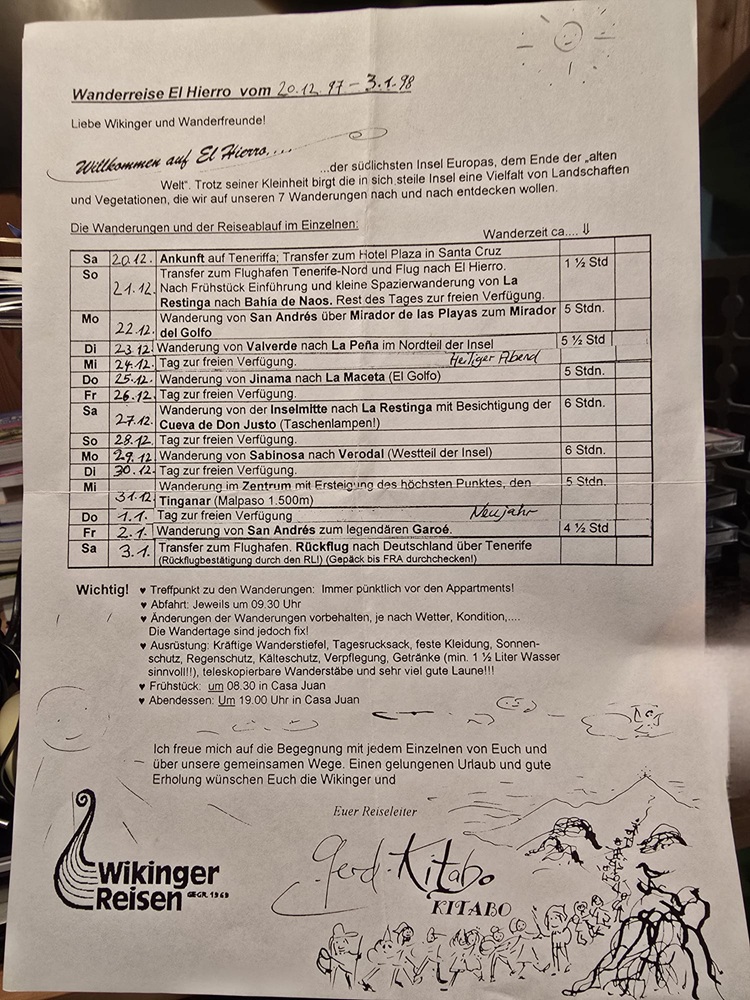 Wanderreise El Hierro vom 20.12.97 – 3.1.98
Liebe Wikinger und Wanderfreunde!
Willkommen auf El Hierro....
...der südlichsten Insel Europas, dem Ende der „alten
Welt“. Trotz seiner Kleinheit birgt die in sich steile Insel eine Vielfalt von Landschaften
und Vegetationen, die wir auf unseren 7 Wanderungen nach und nach entdecken wollen.
Die Wanderungen und der Reiseablauf im Einzelnen:
Wanderzeit ca.... ⇓
Sa 20.12. Ankunft auf Teneriffa; Transfer zum Hotel Plaza in Santa Cruz
So 21.12. Transfer zum Flughafen Tenerife-Nord und Flug nach El Hierro. 1 ½ Std
Nach Frühstück Einführung und kleine Spazierwanderung von La
Restinga nach Bahia de Naos. Rest des Tages zur freien Verfügung.
Mo 22.12. Wanderung von San Andrés über Mirador de las Playas zum Mirador 5 Stdn.
del Golfo
Di 23.12. Wanderung von Valverde nach La Peña im Nordteil der Insel 5 ½ Std
Mi 24.12. Tag zur freien Verfügung. Heiliger Abend
Do 25.12. Wanderung von Jinama nach La Maceta (El Golfo) 5 Stdn.
Fr 26.12. Tag zur freien Verfügung.
Sa 27.12. Wanderung von der Inselmitte nach La Restinga mit Besichtigung der 6 Stdn.
Cueva de Don Justo (Taschenlampen!)
So 28.12. Tag zur freien Verfügung.
Mo 29.12. Wanderung von Sabinosa nach Verodal (Westteil der Insel) 6 Stdn.
Di 30.12. Tag zur freien Verfügung.
Mi 31.12. Wanderung im Zentrum mit Ersteigung des höchsten Punktes, den 5 Stdn.
Tinganar (Malpaso 1.500m)
Do 1.1. Tag zur freien Verfügung Neujahr
Fr 2.1. Wanderung von San Andrés zum legendären Garoé. 4 ½ Std
Sa 3.1. Transfer zum Flughafen. Rückflug nach Deutschland über Tenerife
(Rückflugbestätigung durch den RL!) (Gepäck bis FRA durchchecken!)
Wichtig! ♥ Treffpunkt zu den Wanderungen: Immer pünktlich vor den Appartments!
♥ Abfahrt: Jeweils um 09.30 Uhr
♥ Änderungen der Wanderungen vorbehalten, je nach Wetter, Kondition,....
Die Wandertage sind jedoch fix!
♥ Ausrüstung: Kräftige Wanderstiefel, Tagesrucksack, feste Kleidung, Sonnen-
schutz, Regenschutz, Kälteschutz, Verpflegung, Getränke (min. 1 ½ Liter Wasser
sinnvoll!!), teleskopierbare Wanderstäbe und sehr viel gute Laune!!!
♥ Frühstück: um 08.30 in Casa Juan
♥ Abendessen: Um 19.00 Uhr in Casa Juan
Ich freue mich auf die Begegnung mit jedem Einzelnen von Euch und
über unsere gemeinsamen Wege. Einen gelungenen Urlaub und gute
Erholung wünschen Euch die Wikinger und
Euer Reiseleiter
Gerd Kitabo
KITABO
Wikinger
Reisen GEGR. 1969